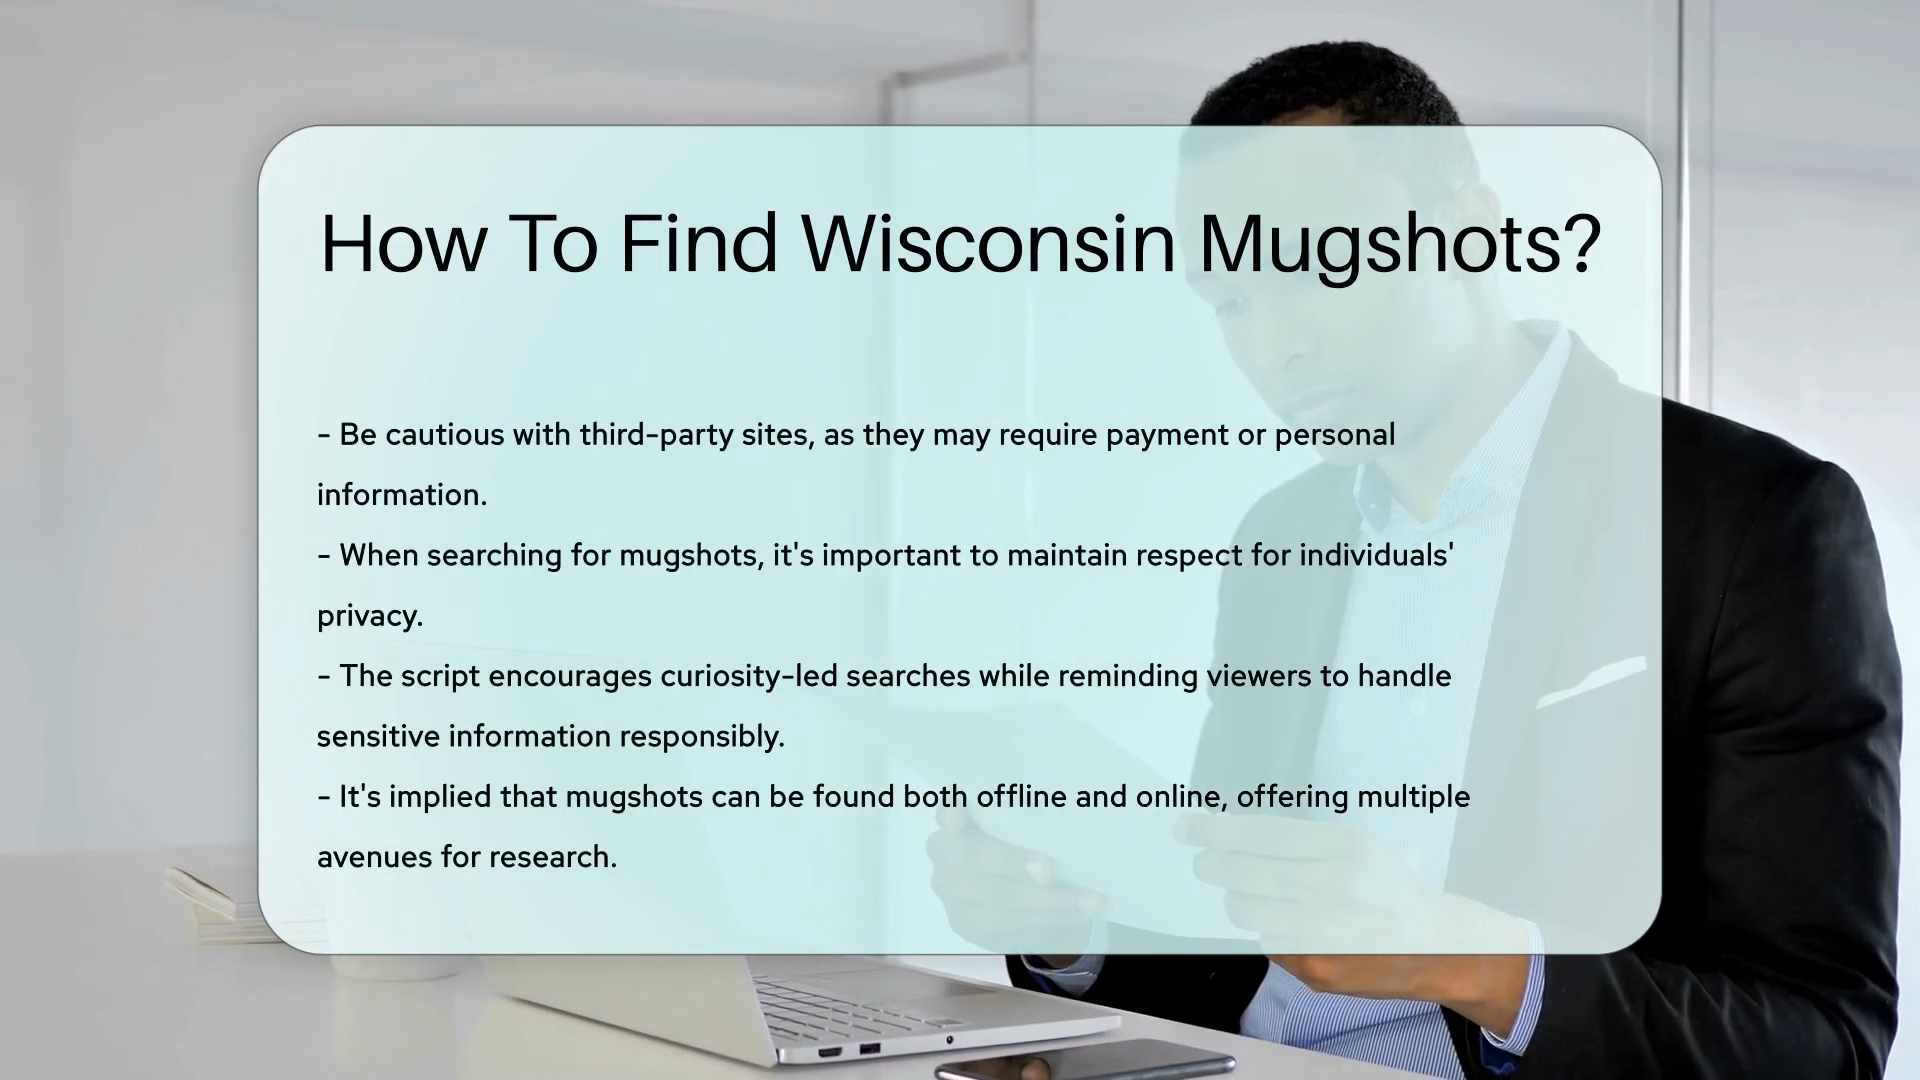 How To Find Wisconsin Mugshots?
- Be cautious with third-party sites, as they may require payment or personal
information.
- When searching for mugshots, it's important to maintain respect for individuals'
privacy.
- The script encourages curiosity-led searches while reminding viewers to handle
sensitive information responsibly.
- It's implied that mugshots can be found both offline and online, offering multiple
avenues for research.